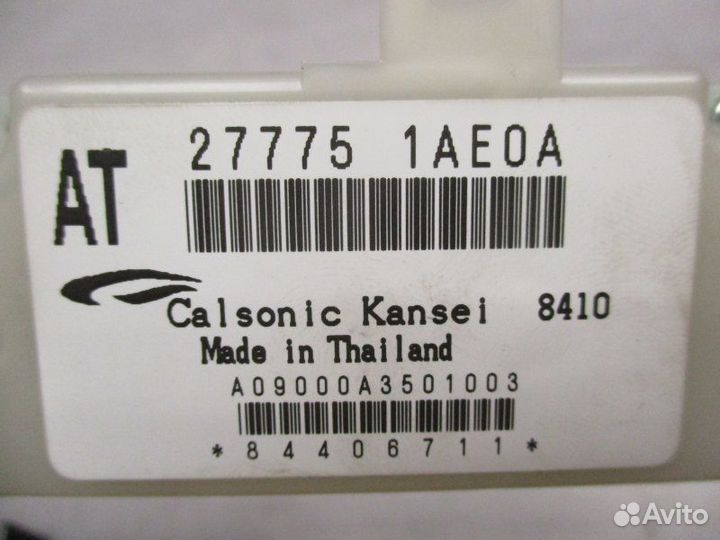 AT 27775 1AE0A
Calsonic Kansei 8410
Made in Thailand
A09000A3501003
*84406711*
Avito